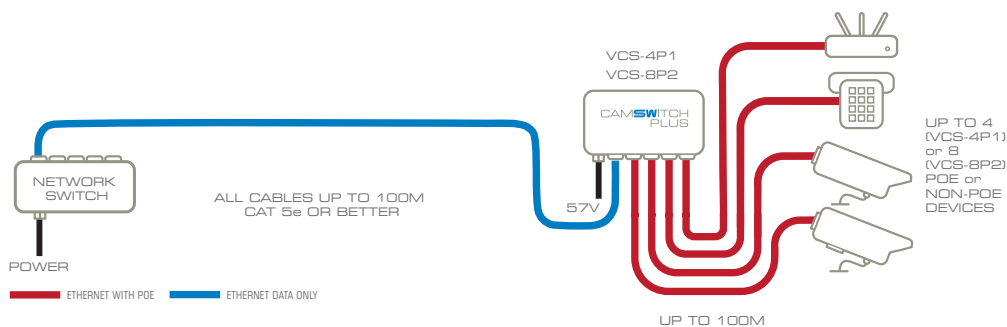 VCS-4P1
VCS-8P2
CAMSWITCH
PLUS
UP TO 4
(VCS-4P1)
or 8
(VCS-8P2)
POE or
NON-POE
DEVICES
NETWORK
SWITCH
ALL CABLES UP TO 100M
CAT 5e OR BETTER
57V
POWER
ETHERNET WITH POE
ETHERNET DATA ONLY
UP TO 100M